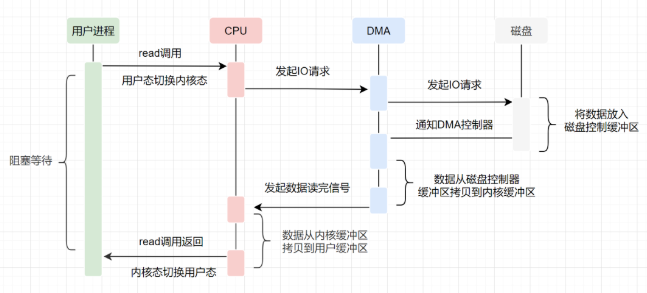 用户进程
CPU
DMA
磁盘
read调用
用户态切换内核态
发起IO请求
发起IO请求
将数据放入
磁盘控制缓冲区
通知DMA控制器
阻塞等待
数据从磁盘控制器
缓冲区拷贝到内核缓冲区
发起数据读完信号
数据从内核缓冲区
拷贝到用户缓冲区
read调用返回
内核态切换用户态